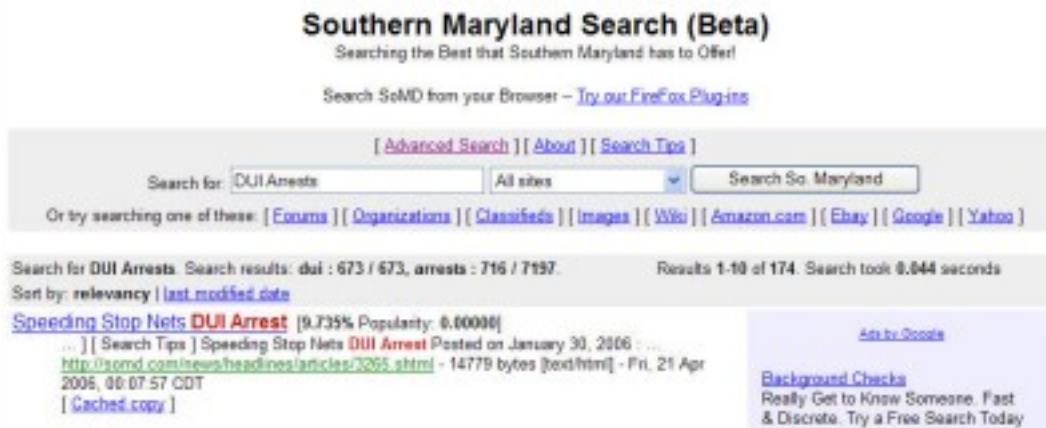 Southern Maryland Search (Beta)
Searching the Best that Southern Maryland has to Offer!
Search SoMD from your Browser -- Try our FireFox Plug-ins
[ Advanced Search ] [ About ] [ Search Tips ]
Search for: DUI Arrests All sites Search So. Maryland
Or try searching one of these: [ Forums ] [ Organizations ] [ Classifieds ] [ Images ] [ Wiki ] [ Amazon.com ] [ Ebay ] [ Google ] [ Yahoo ]
Search for DUI Arrests. Search results: dui : 673 / 673, arrests : 716 / 7197. Results 1-10 of 174. Search took 0.044 seconds
Sort by: relevancy | last modified date
Speeding Stop Nets DUI Arrest [9.735% Popularity: 0.00000]
... ] [ Search Tips ] Speeding Stop Nets DUI Arrest Posted on January 30, 2006 : ...
http://somd.com/news/headlines/articles/3265.shtml - 14779 bytes [text/html] - Fri, 21 Apr
2006, 00:07:57 CDT
[ Cached copy ]
Ads by Google
Background Checks
Really Get to Know Someone. Fast
& Discrete. Try a Free Search Today